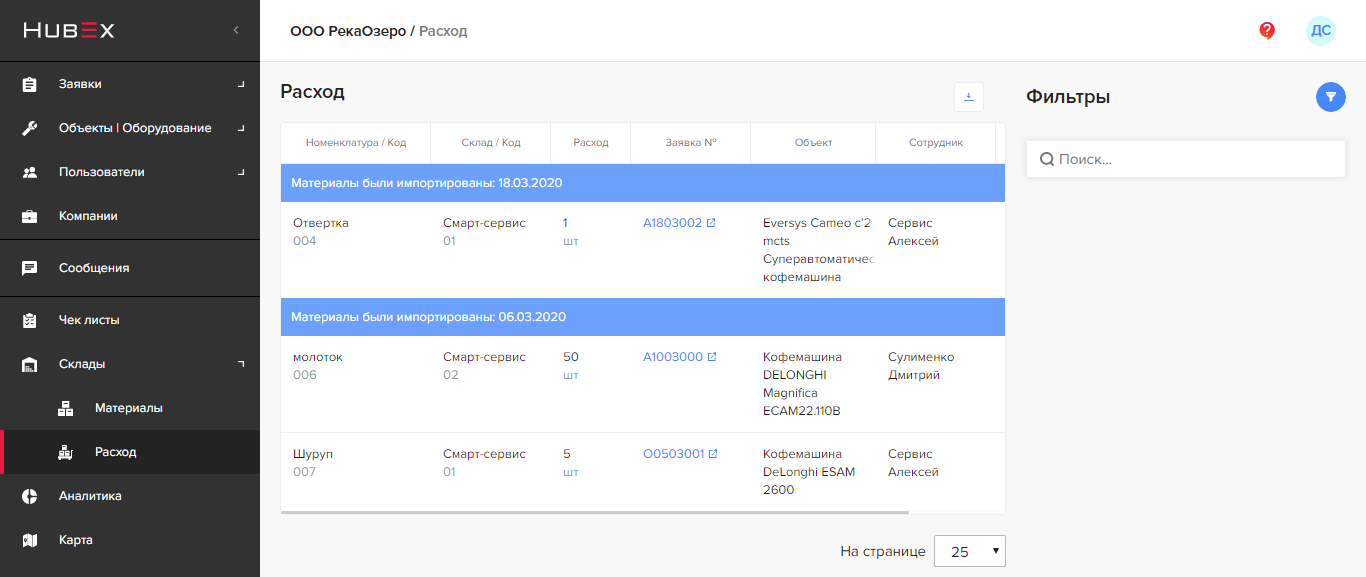 HUBEX
Заявки
Объекты | Оборудование
Пользователи
Компании
Сообщения
Чек листы
Склады
Материалы
Расход
Аналитика
Карта
ООО РекаОзеро / Расход
ДС
Расход
Номенклатура / Код Склад / Код Расход Заявка № Объект Сотрудник
Материалы были импортированы: 18.03.2020
Отвертка Смарт-сервис 1 А1803002 Eversys Cameo c'2 Сервис
004 01 шт mcts Алексей
Суперавтоматичес
кофемашина
Материалы были импортированы: 06.03.2020
молоток Смарт-сервис 50 А1003000 Кофемашина Сулименко
006 02 шт DELONGHI Дмитрий
Magnifica
ECAM22.110B
Шуруп Смарт-сервис 5 О0503001 Кофемашина Сервис
007 01 шт DeLonghi ESAM Алексей
2600
На странице 25
Фильтры
Поиск...